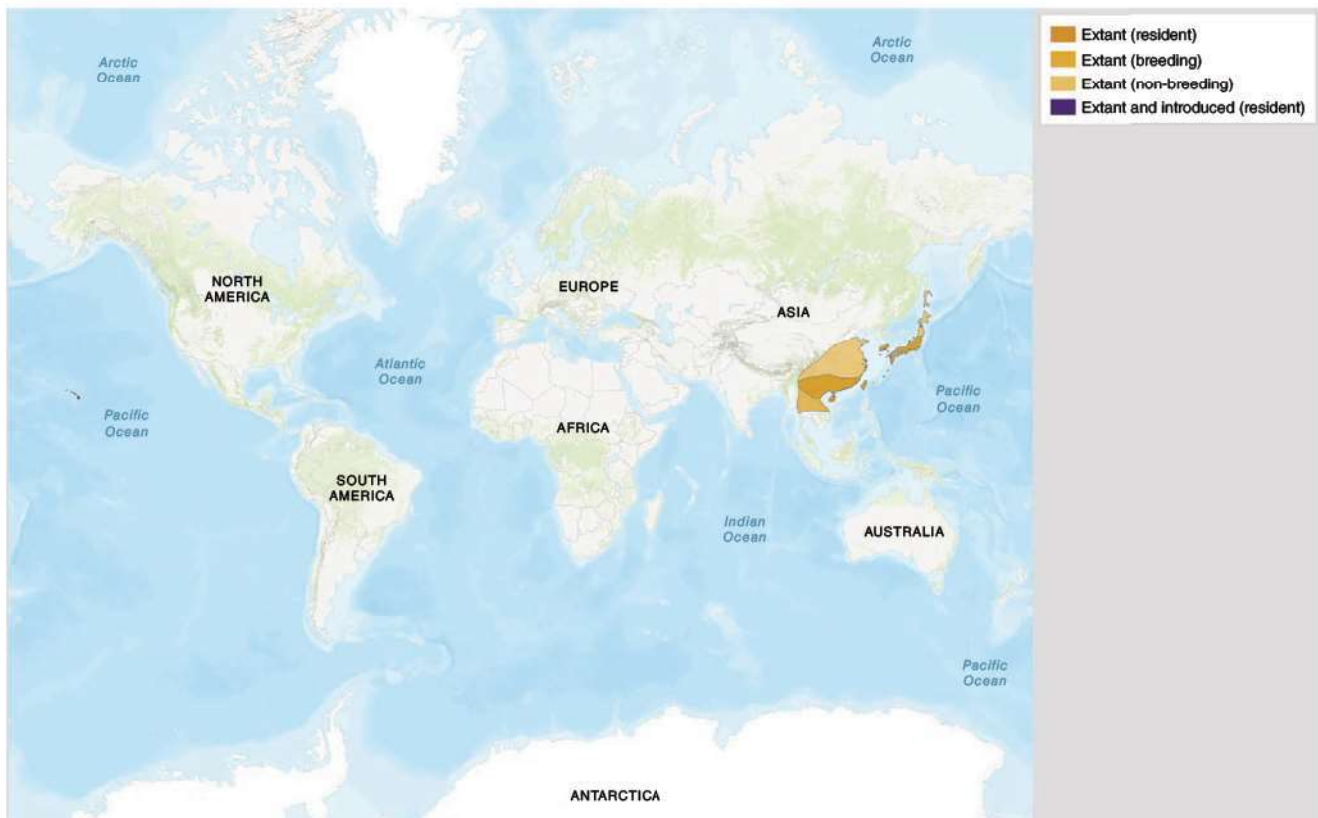 Arctic
Ocean
Arctic
Ocean
Extant (resident)
Extant (breeding)
Extant (non-breeding)
Extant and introduced (resident)
NORTH
AMERICA
EUROPE
ASIA
Atlantic
Ocean
Pacific
Ocean
Pacific
Ocean
AFRICA
SOUTH
AMERICA
Indian
Ocean
AUSTRALIA
Pacific
Ocean
ANTARCTICA